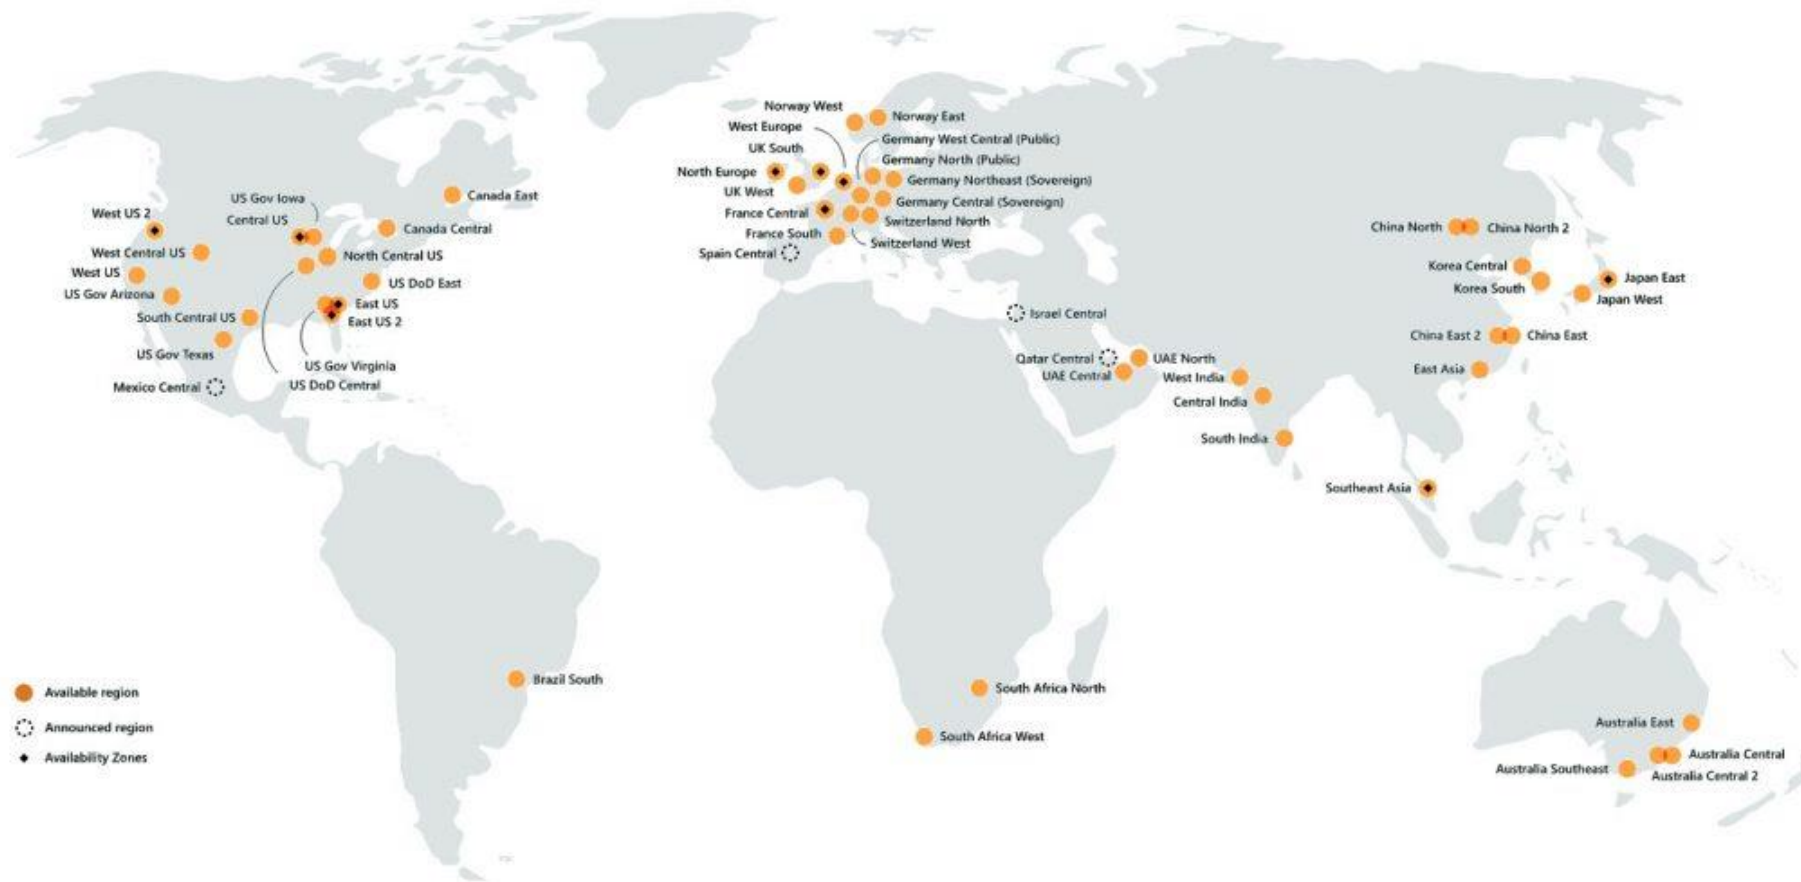 Norway West
Norway East
West Europe
Germany West Central (Public)
UK South
Germany North (Public)
North Europe
Germany Northeast (Sovereign)
UK West
Germany Central (Sovereign)
France Central
Switzerland North
France South
Switzerland West
Spain Central
Canada East
US Gov Iowa
West US 2
Central US
Canada Central
West Central US
North Central US
West US
US DoD East
US Gov Arizona
East US
South Central US
East US 2
US Gov Texas
US Gov Virginia
US DoD Central
Mexico Central
China North
China North 2
Korea Central
Japan East
Korea South
Japan West
Israel Central
China East 2
China East
Qatar Central
UAE North
UAE Central
West India
East Asia
Central India
South India
Southeast Asia
Brazil South
South Africa North
South Africa West
Australia East
Australia Central
Australia Southeast
Australia Central 2
Available region
Announced region
Availability Zones